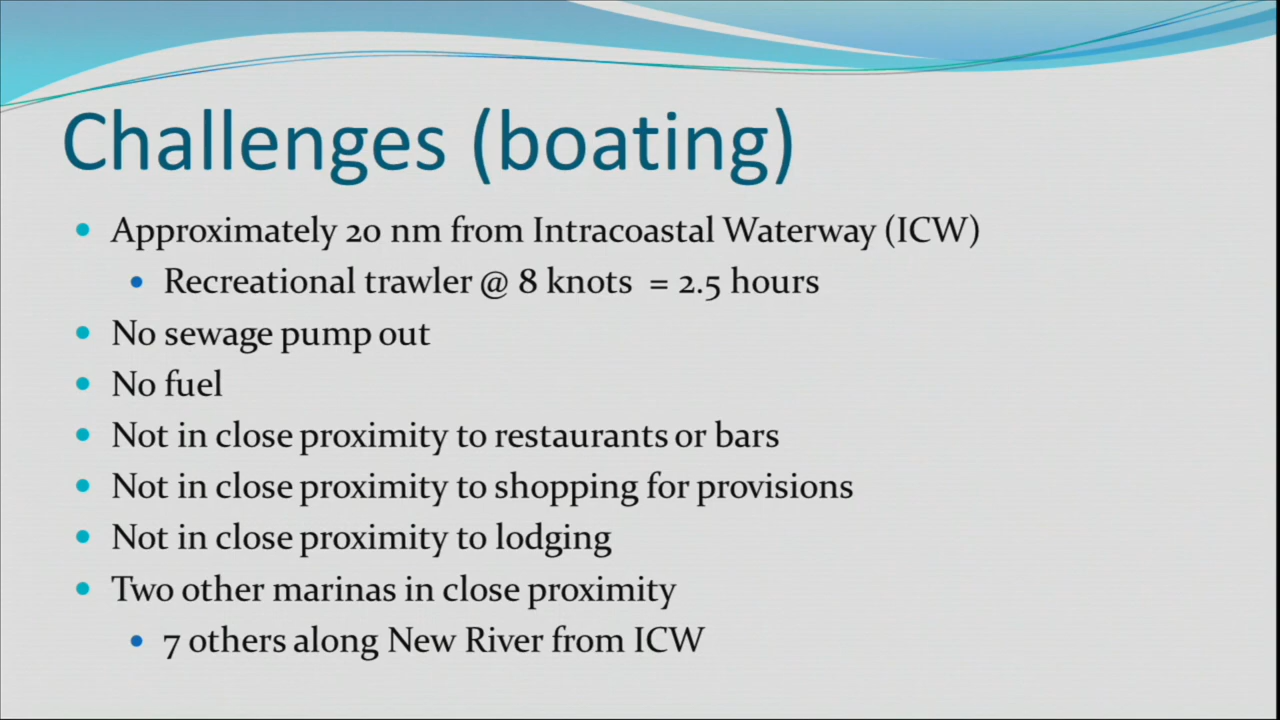 Challenges (boating)
• Approximately 20 nm from Intracoastal Waterway (ICW)
• Recreational trawler @ 8 knots = 2.5 hours
• No sewage pump out
• No fuel
• Not in close proximity to restaurants or bars
• Not in close proximity to shopping for provisions
• Not in close proximity to lodging
• Two other marinas in close proximity
• 7 others along New River from ICW